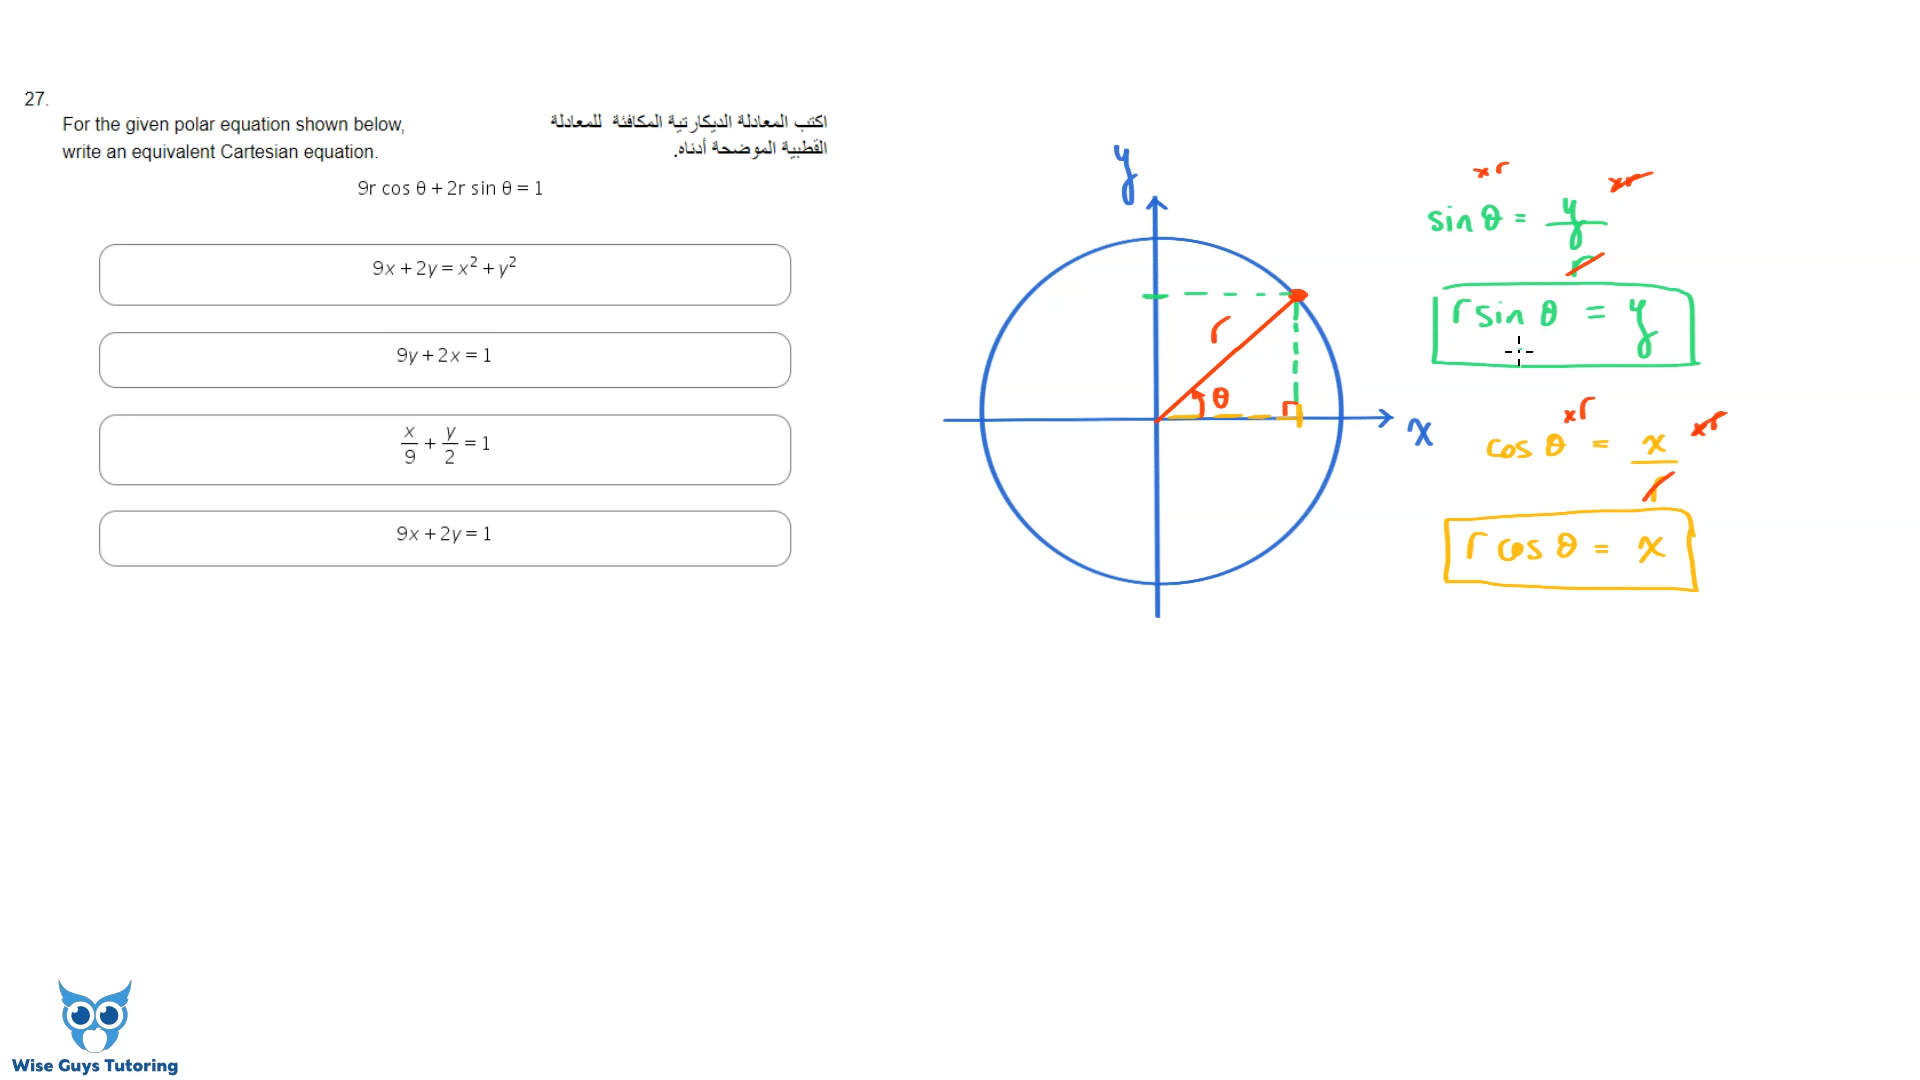 27.
For the given polar equation shown below,
write an equivalent Cartesian equation.
اكتب المعادلة الديكارتية المكافئة للمعادلة
القطبية الموضحة أدناه.
9r cos θ + 2r sin θ = 1
9x + 2y = x² + y²
9y + 2x = 1
x/9 + y/2 = 1
9x + 2y = 1
y
r
θ
x
×r ×r
sin θ = y/r
r sin θ = y
×r ×r
cos θ = x/r
r cos θ = x
Wise Guys Tutoring